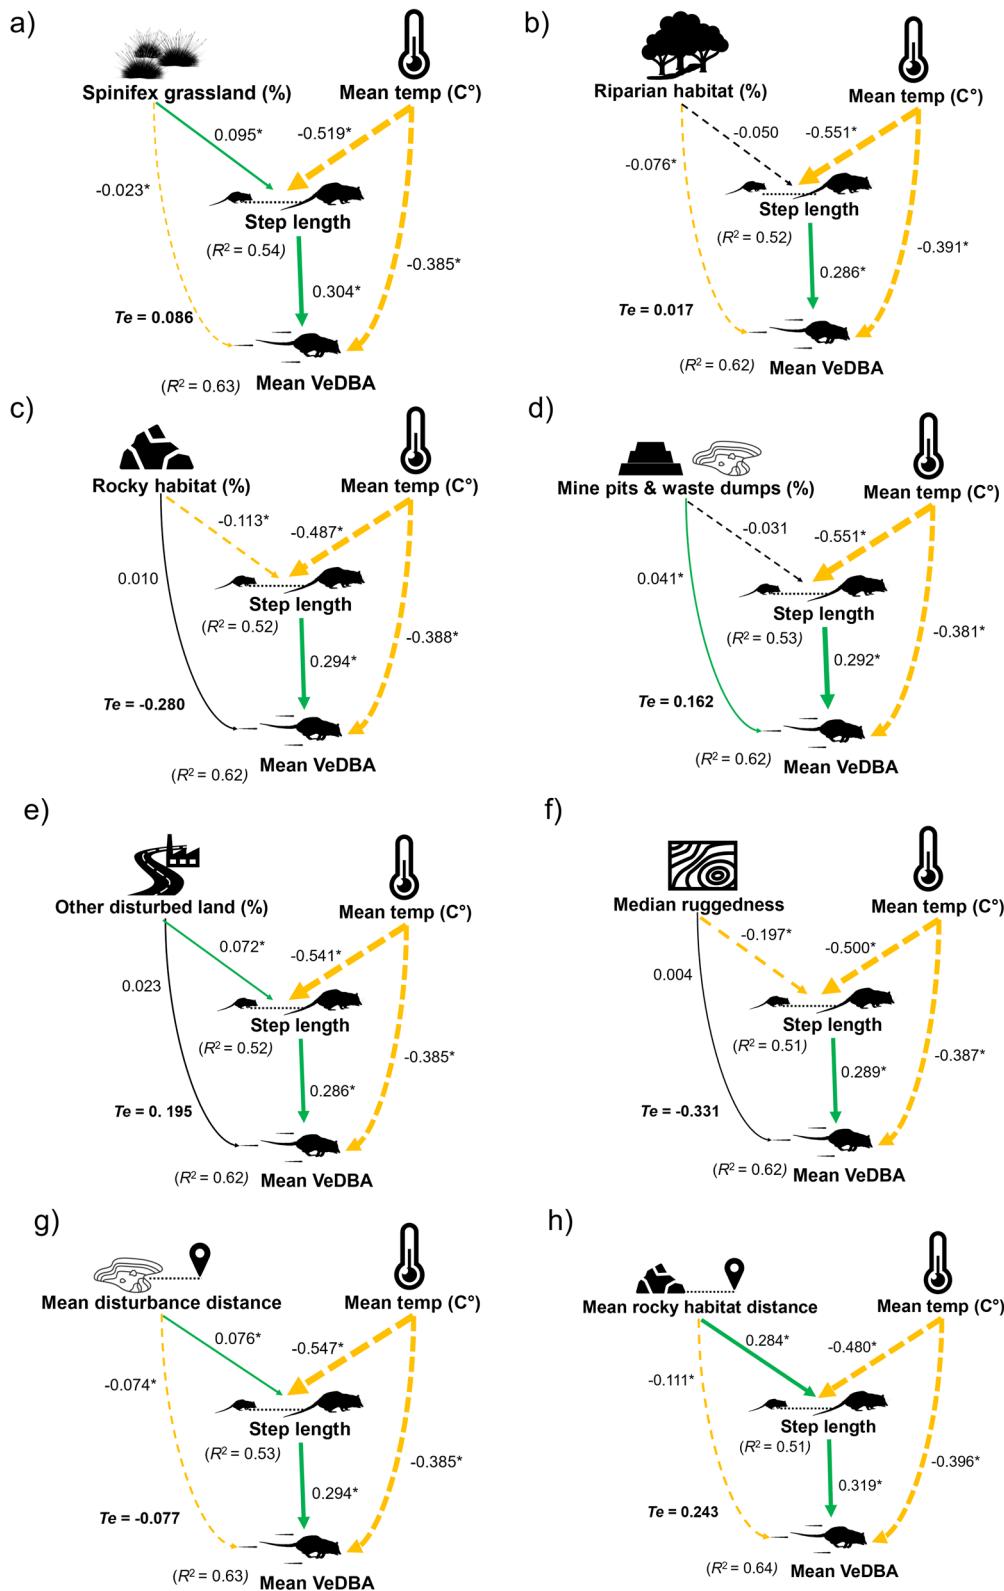 a)
Spinifex grassland (%)
Mean temp (C°)
0.095*
-0.519*
-0.023*
Step length
(R² = 0.54)
-0.385*
0.304*
Te = 0.086
Mean VeDBA
(R² = 0.63)
b)
Riparian habitat (%)
Mean temp (C°)
-0.050
-0.551*
-0.076*
Step length
(R² = 0.52)
-0.391*
0.286*
Te = 0.017
(R² = 0.62)
Mean VeDBA
c)
Rocky habitat (%)
Mean temp (C°)
-0.113*
-0.487*
0.010
Step length
(R² = 0.52)
-0.388*
0.294*
Te = -0.280
Mean VeDBA
(R² = 0.62)
d)
Mine pits & waste dumps (%)
Mean temp (C°)
-0.031
-0.551*
0.041*
Step length
(R² = 0.53)
-0.381*
0.292*
Te = 0.162
(R² = 0.62)
Mean VeDBA
e)
Other disturbed land (%)
Mean temp (C°)
0.072*
-0.541*
0.023
Step length
(R² = 0.52)
-0.385*
0.286*
Te = 0. 195
(R² = 0.62)
Mean VeDBA
f)
Median ruggedness
Mean temp (C°)
-0.197*
-0.500*
0.004
Step length
(R² = 0.51)
-0.387*
0.289*
Te = -0.331
(R² = 0.62)
Mean VeDBA
g)
Mean disturbance distance
Mean temp (C°)
0.076*
-0.547*
-0.074*
Step length
(R² = 0.53)
-0.385*
0.294*
Te = -0.077
(R² = 0.63)
Mean VeDBA
h)
Mean rocky habitat distance
Mean temp (C°)
0.284*
-0.480*
-0.111*
Step length
(R² = 0.51)
-0.396*
0.319*
Te = 0.243
(R² = 0.64)
Mean VeDBA